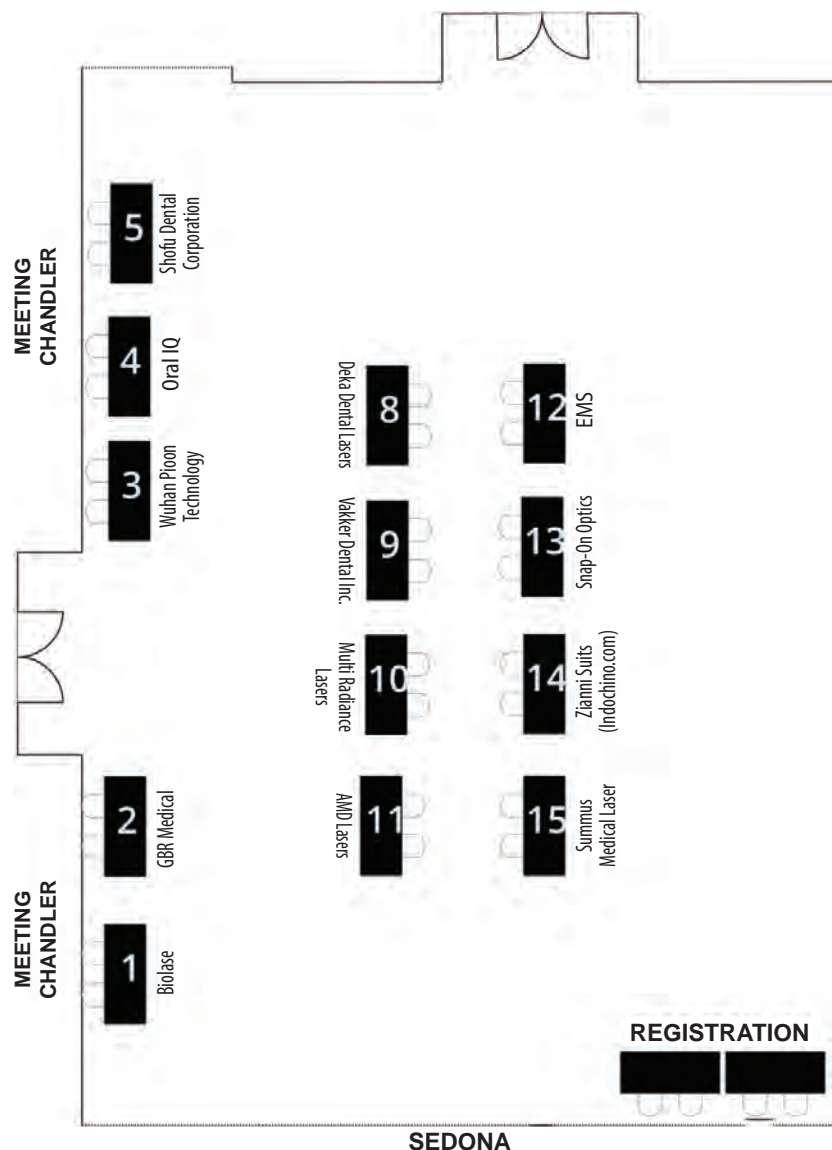 MEETING
CHANDLER
5
Shofu Dental
Corporation
4
Oral IQ
3
Wuhan Pioon
Technology
8
Deka Dental Lasers
12
EMS
9
Vakker Dental Inc.
13
Snap-On Optics
10
Multi Radiance
Lasers
14
Zianni Suits
(Indochino.com)
MEETING
CHANDLER
2
GBR Medical
11
AMD Lasers
15
Summus
Medical Laser
1
Biolase
REGISTRATION
SEDONA